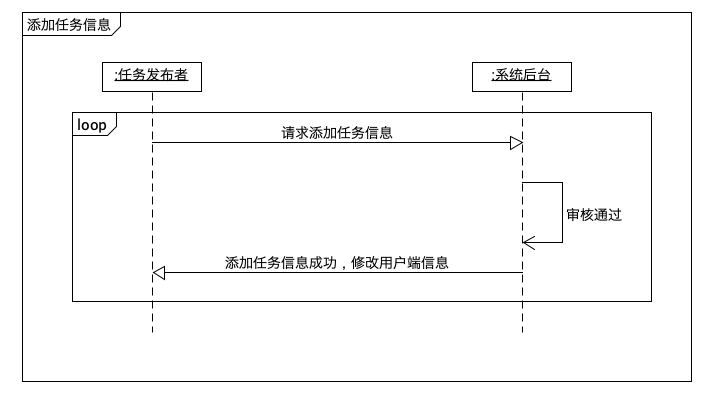 添加任务信息
:任务发布者
:系统后台
loop
请求添加任务信息
审核通过
添加任务信息成功，修改用户端信息